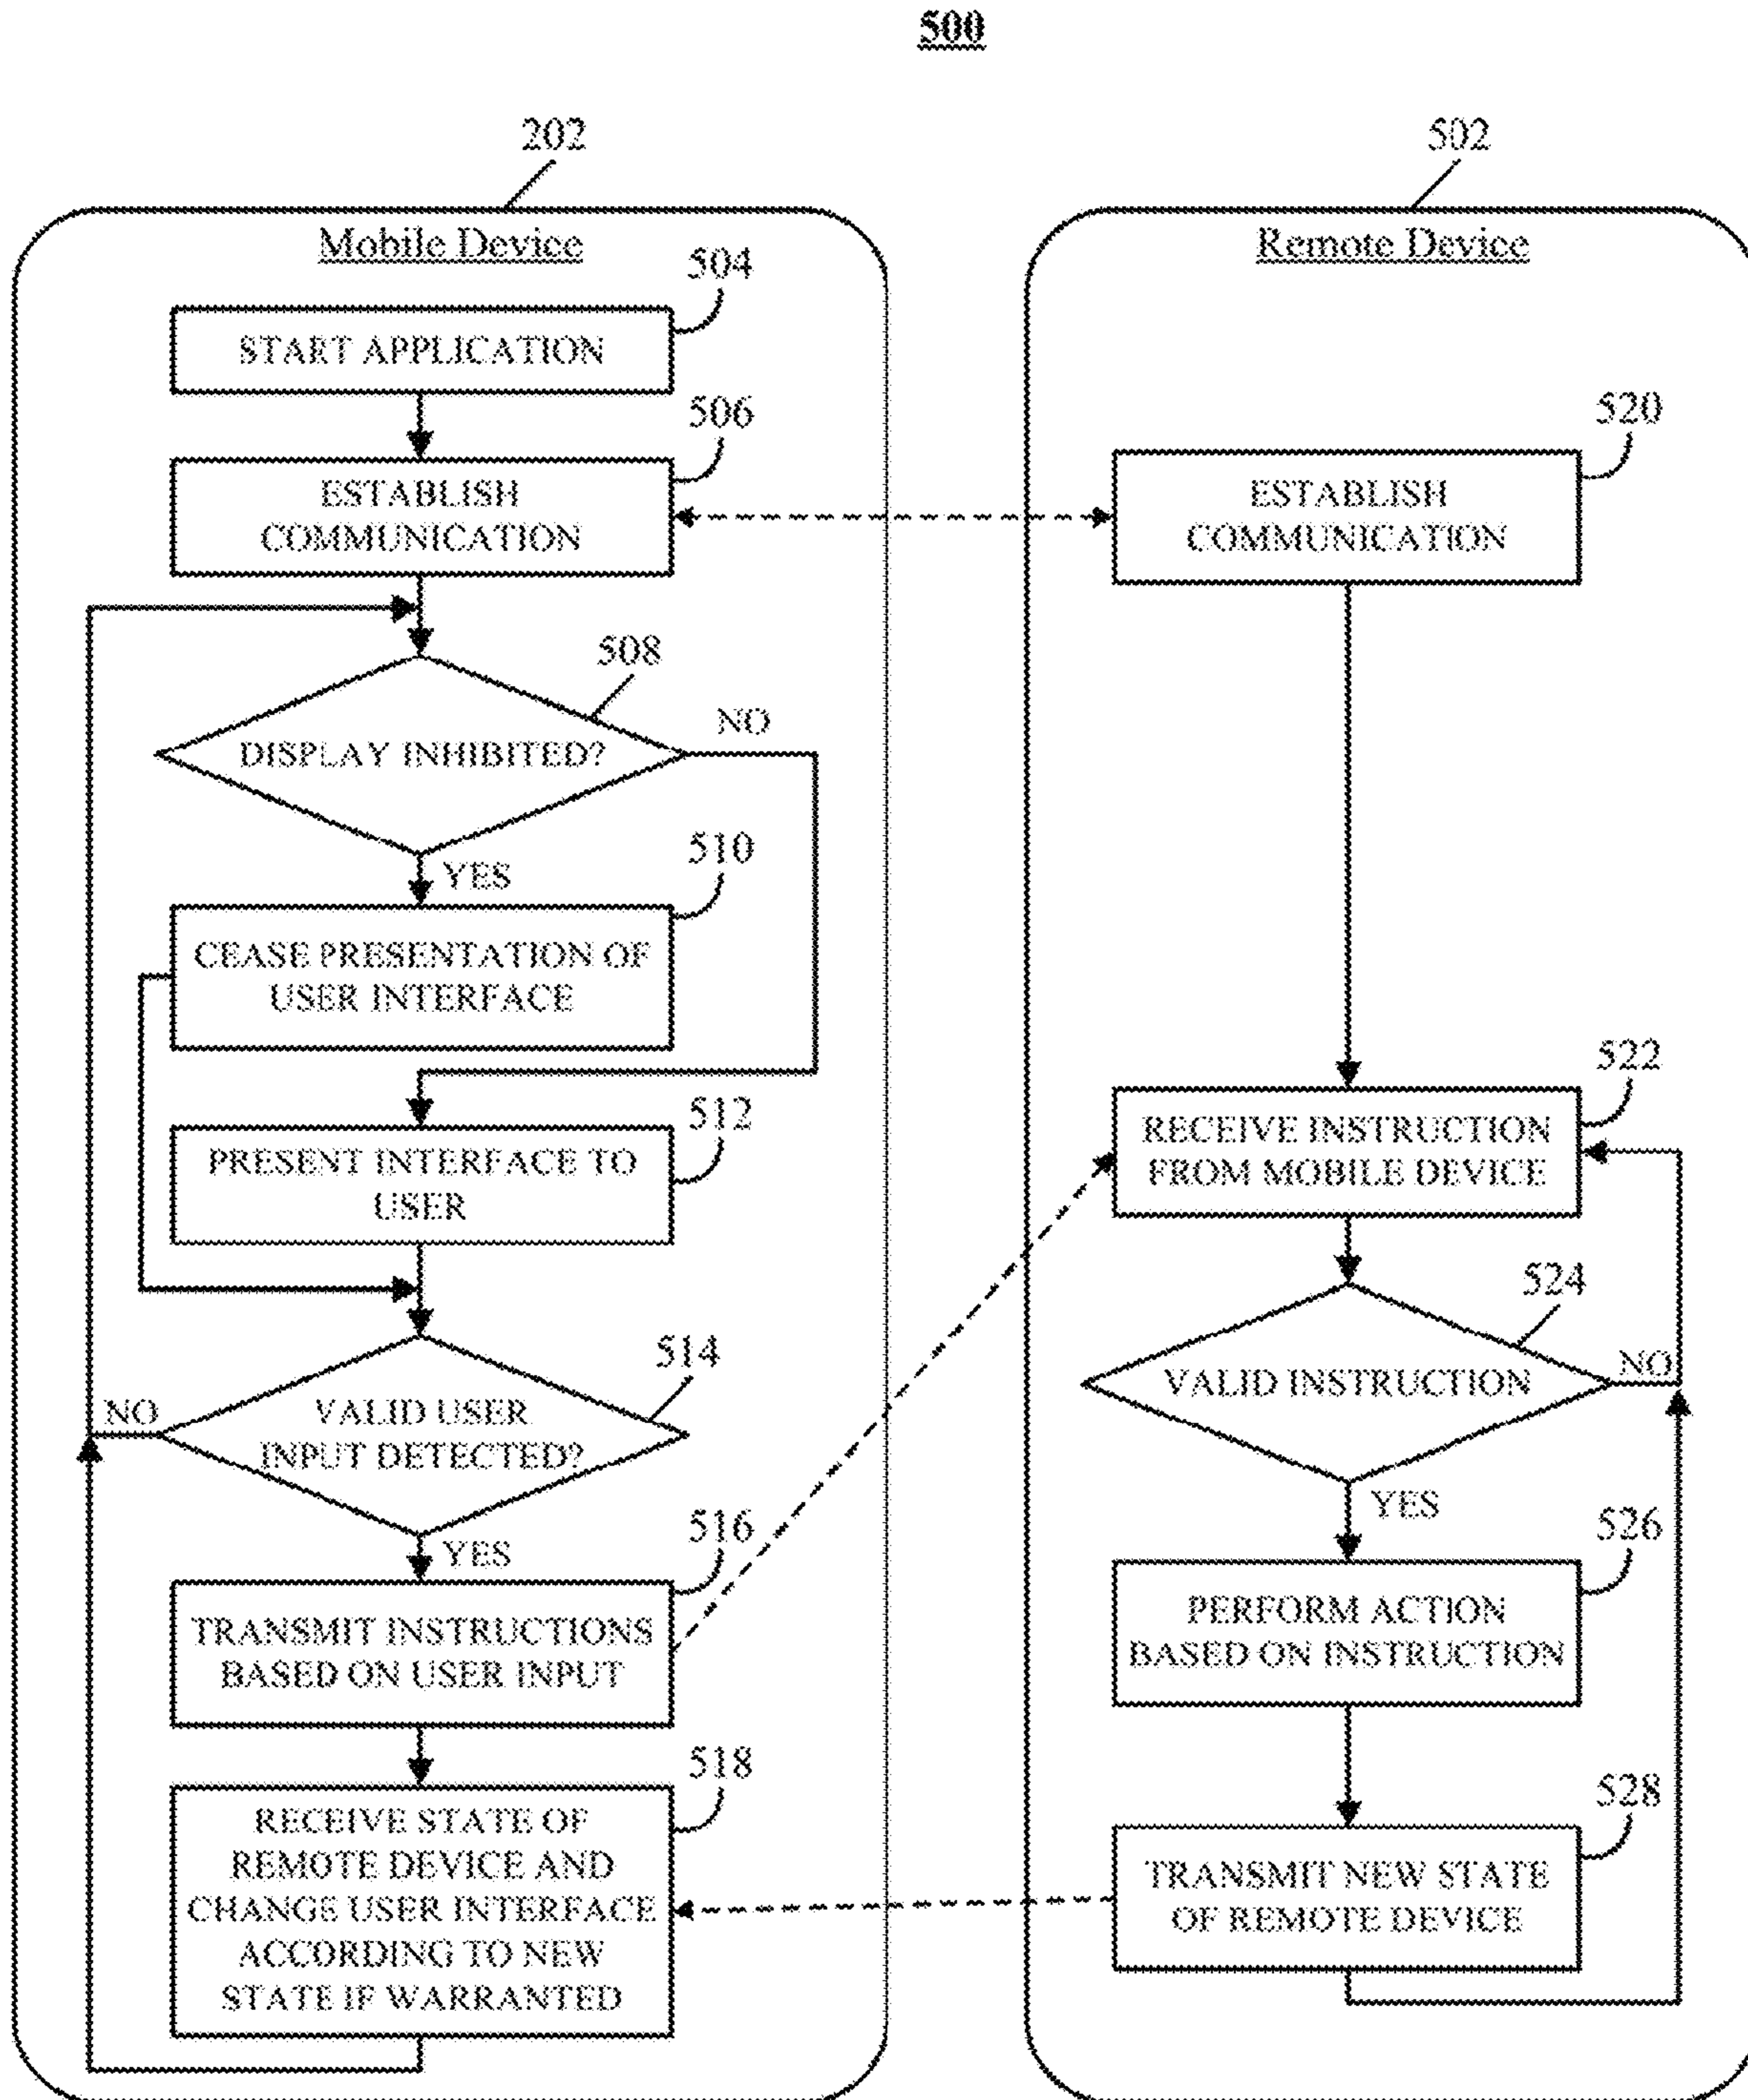 500
202
Mobile Device
504
START APPLICATION
506
ESTABLISH
COMMUNICATION
508
DISPLAY INHIBITED?
NO
YES
510
CEASE PRESENTATION OF
USER INTERFACE
512
PRESENT INTERFACE TO
USER
514
VALID USER
INPUT DETECTED?
NO
YES
516
TRANSMIT INSTRUCTIONS
BASED ON USER INPUT
518
RECEIVE STATE OF
REMOTE DEVICE AND
CHANGE USER INTERFACE
ACCORDING TO NEW
STATE IF WARRANTED
502
Remote Device
520
ESTABLISH
COMMUNICATION
522
RECEIVE INSTRUCTION
FROM MOBILE DEVICE
524
VALID INSTRUCTION
NO
YES
526
PERFORM ACTION
BASED ON INSTRUCTION
528
TRANSMIT NEW STATE
OF REMOTE DEVICE